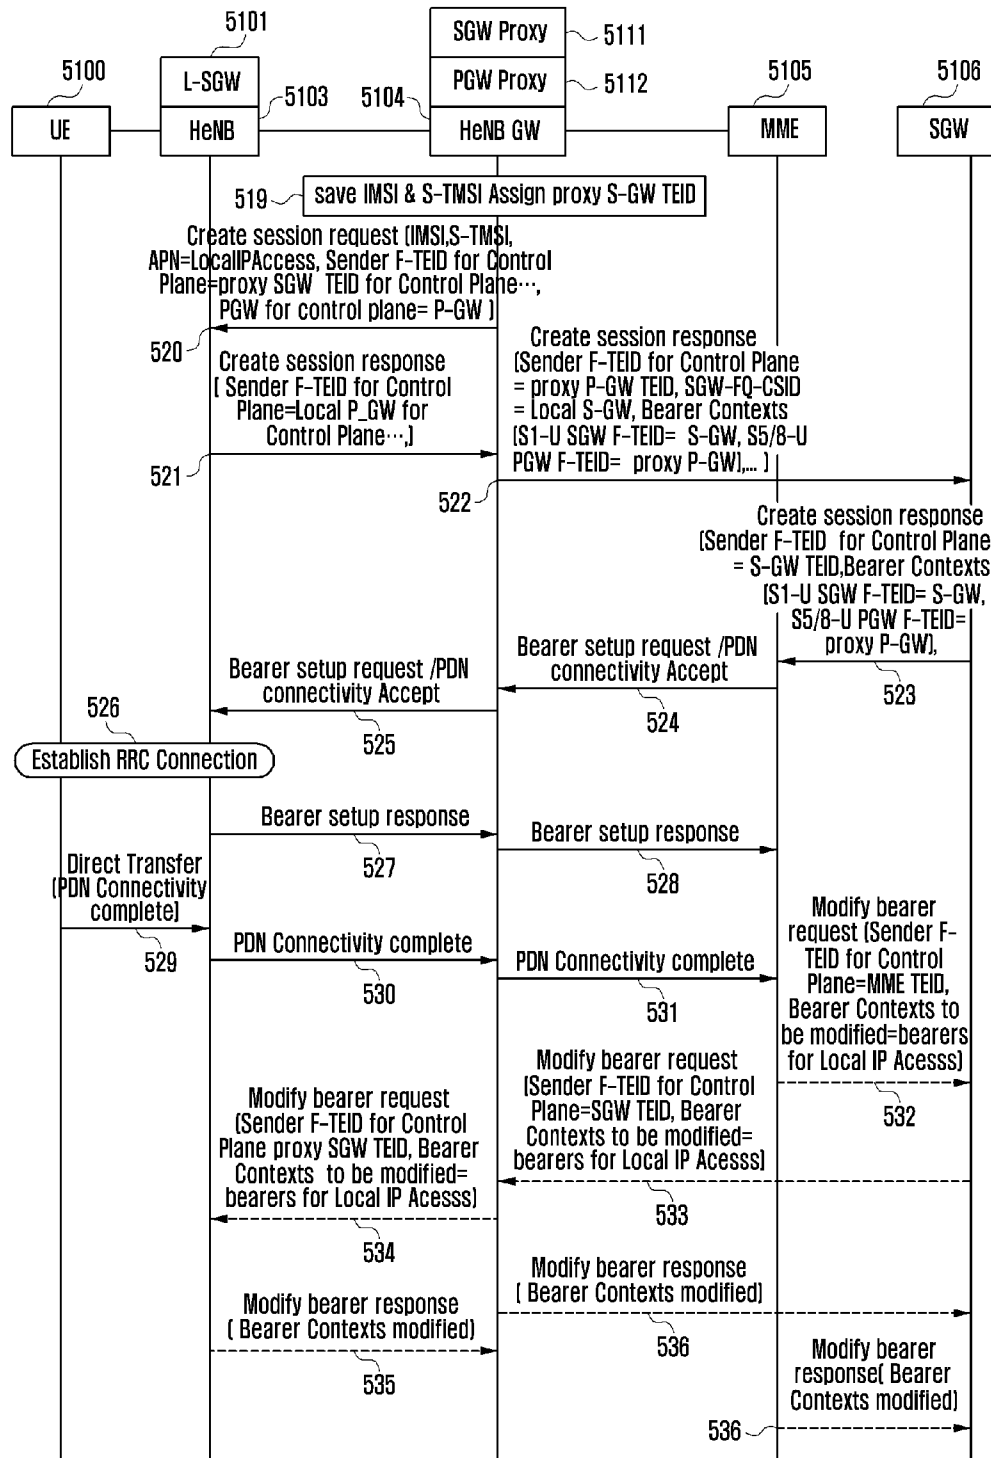 5101
SGW Proxy
5111
5100
L-SGW
5103
5104
PGW Proxy
5112
5105
5106
UE
HeNB
HeNB GW
MME
SGW
519
save IMSI & S-TMSI Assign proxy S-GW TEID
Create session request (IMSI,S-TMSI,
APN=LocalIPAccess, Sender F-TEID for Control
Plane=proxy SGW TEID for Control Plane···,
PGW for control plane= P-GW )
520
Create session response
( Sender F-TEID for Control
Plane=Local P_GW for
Control Plane···,)
521
Create session response
(Sender F-TEID for Control Plane
= proxy P-GW TEID, SGW-FQ-CSID
= Local S-GW, Bearer Contexts
(S1-U SGW F-TEID= S-GW, S5/8-U
PGW F-TEID= proxy P-GW),... )
522
Create session response
(Sender F-TEID for Control Plane
= S-GW TEID,Bearer Contexts
(S1-U SGW F-TEID= S-GW,
S5/8-U PGW F-TEID=
proxy P-GW),
523
Bearer setup request /PDN
connectivity Accept
524
Bearer setup request /PDN
connectivity Accept
525
526
Establish RRC Connection
Bearer setup response
527
Bearer setup response
528
Direct Transfer
(PDN Connectivity
complete)
529
PDN Connectivity complete
530
PDN Connectivity complete
531
Modify bearer
request (Sender F-
TEID for Control
Plane=MME TEID,
Bearer Contexts to
be modified=bearers
for Local IP Acesss)
532
Modify bearer request
(Sender F-TEID for Control
Plane=SGW TEID, Bearer
Contexts to be modified=
bearers for Local IP Acesss)
533
Modify bearer request
(Sender F-TEID for Control
Plane proxy SGW TEID, Bearer
Contexts to be modified=
bearers for Local IP Acesss)
534
Modify bearer response
( Bearer Contexts modified)
535
Modify bearer response
( Bearer Contexts modified)
536
Modify bearer
response( Bearer
Contexts modified)
536